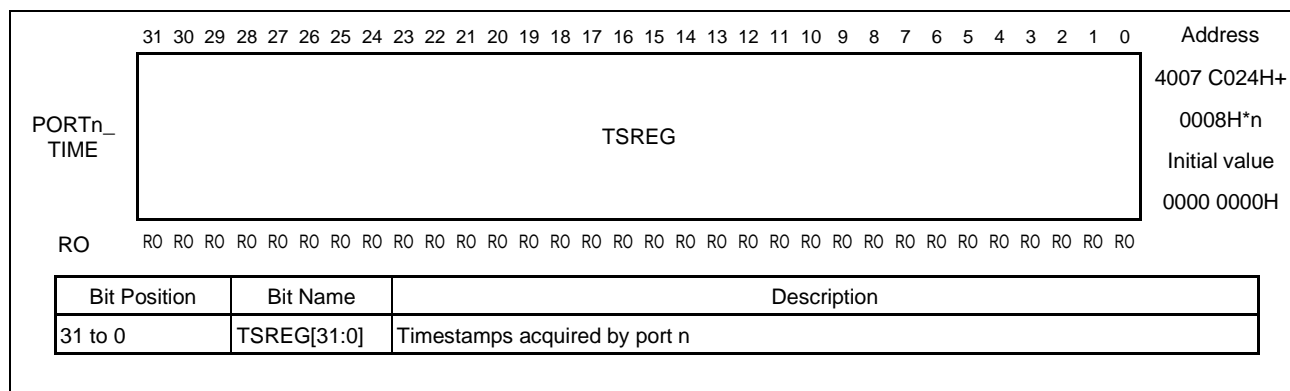 31 30 29 28 27 26 25 24 23 22 21 20 19 18 17 16 15 14 13 12 11 10 9 8 7 6 5 4 3 2 1 0 Address
4007 C024H+
PORTn_
TIME
TSREG
0008H*n
Initial value
0000 0000H
RO RO RO RO RO RO RO RO RO RO RO RO RO RO RO RO RO RO RO RO RO RO RO RO RO RO RO RO RO RO RO RO RO
Bit Position Bit Name Description
31 to 0 TSREG[31:0] Timestamps acquired by port n